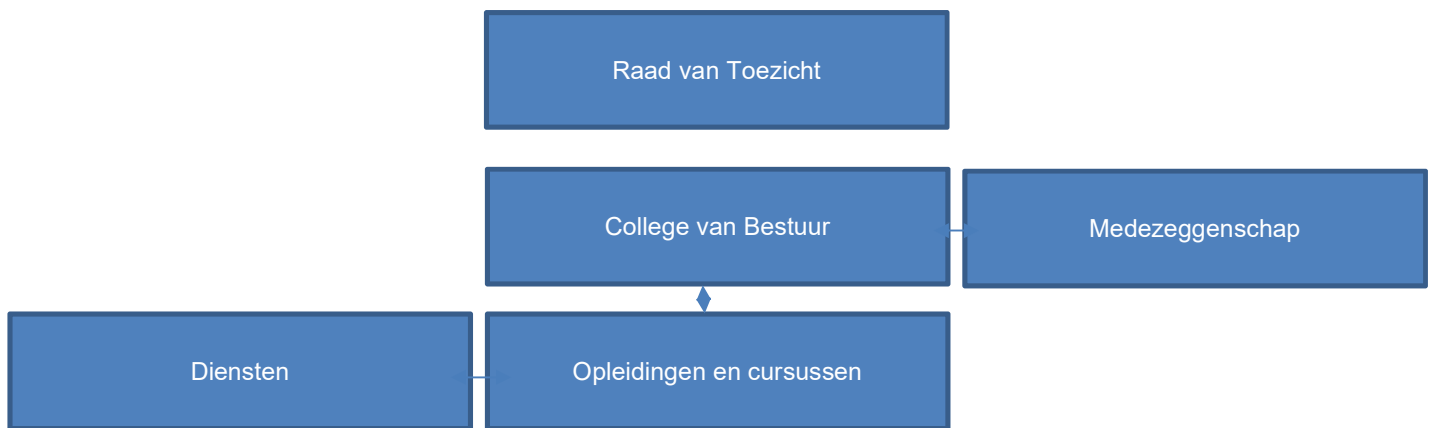 Raad van Toezicht
College van Bestuur
Medezeggenschap
Diensten
Opleidingen en cursussen